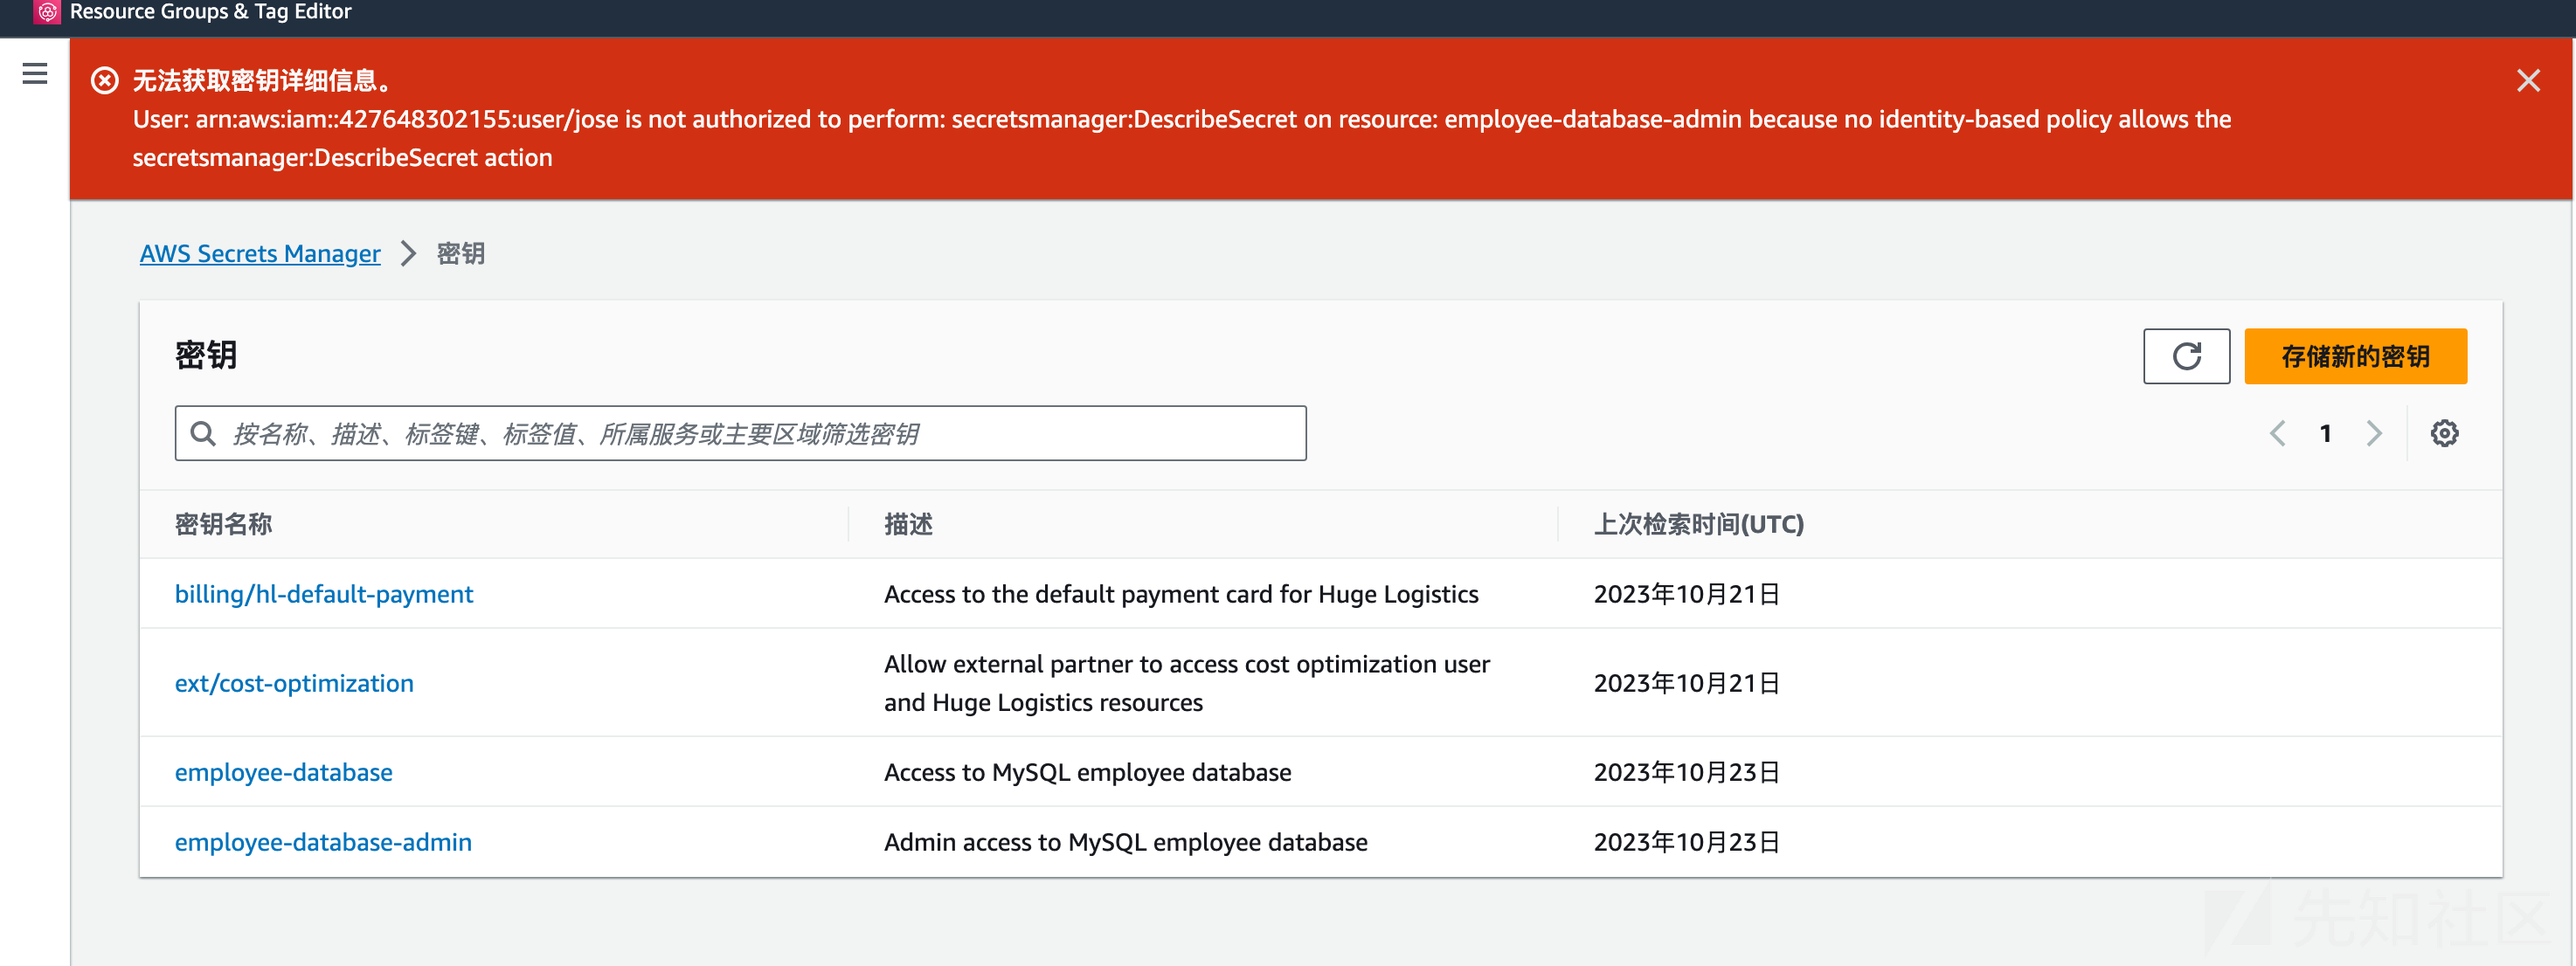 Resource Groups & Tag Editor
无法获取密钥详细信息。
User: arn:aws:iam::427648302155:user/jose is not authorized to perform: secretsmanager:DescribeSecret on resource: employee-database-admin because no identity-based policy allows the
secretsmanager:DescribeSecret action
AWS Secrets Manager 密钥
密钥
存储新的密钥
按名称、描述、标签键、标签值、所属服务或主要区域筛选密钥
1
密钥名称 描述 上次检索时间(UTC)
billing/hl-default-payment Access to the default payment card for Huge Logistics 2023年10月21日
Allow external partner to access cost optimization user
ext/cost-optimization 2023年10月21日
and Huge Logistics resources
employee-database Access to MySQL employee database 2023年10月23日
employee-database-admin Admin access to MySQL employee database 2023年10月23日
先知社区